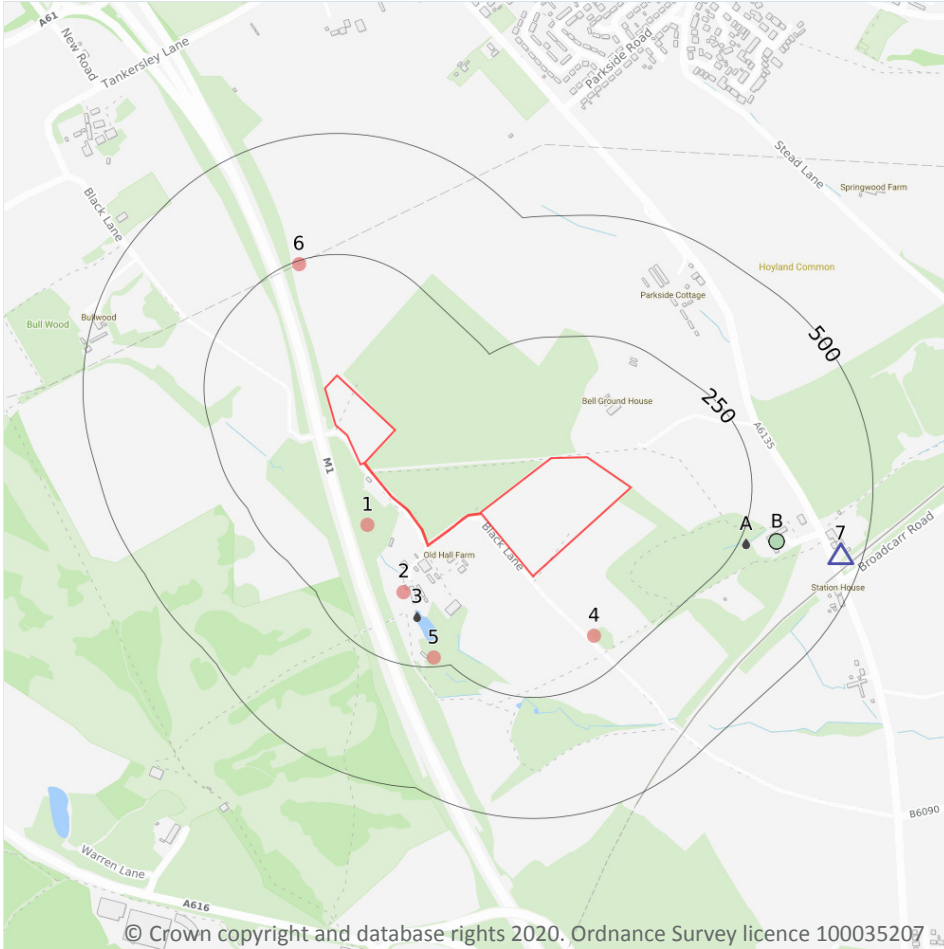 A61
New Road
Tankersley Lane
Parkside Road
Stead Lane
Springwood Farm
Black Lane
6
Hoyland Common
Parkside Cottage
Bull Wood
Bullwood
500
Bell Ground House
250
A6135
M1
1
Black Lane
A
B
7
Broadcarr Road
Old Hall Farm
2
3
Station House
4
5
B6090
Warren Lane
A616
© Crown copyright and database rights 2020. Ordnance Survey licence 100035207